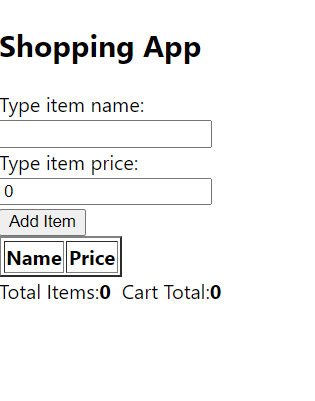 Shopping App
Type item name:
Type item price:
0
Add Item
Name Price
Total Items:0 Cart Total:0